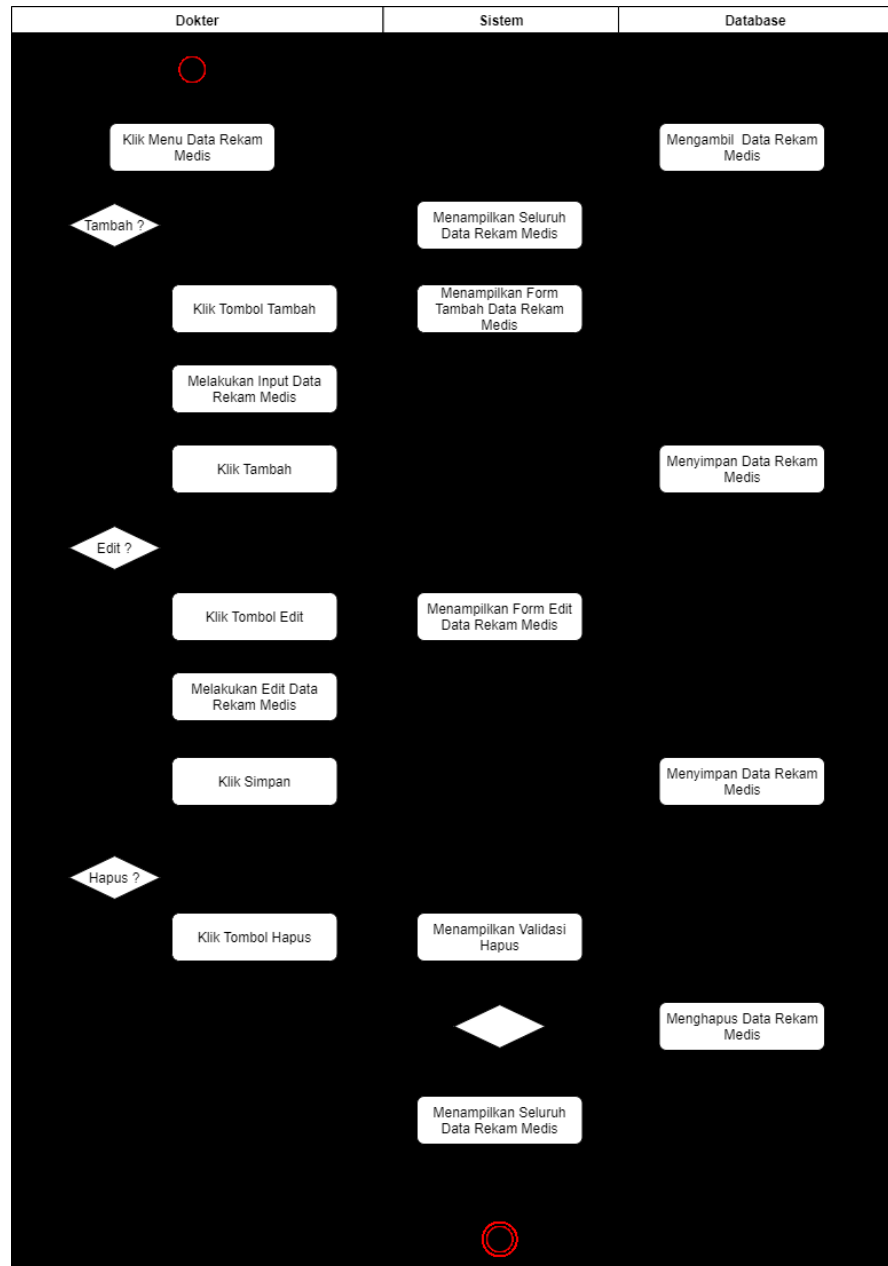 Dokter
Sistem
Database
Klik Menu Data Rekam
Medis
Mengambil Data Rekam
Medis
Tambah ?
Menampilkan Seluruh
Data Rekam Medis
Klik Tombol Tambah
Menampilkan Form
Tambah Data Rekam
Medis
Melakukan Input Data
Rekam Medis
Klik Tambah
Menyimpan Data Rekam
Medis
Edit ?
Klik Tombol Edit
Menampilkan Form Edit
Data Rekam Medis
Melakukan Edit Data
Rekam Medis
Klik Simpan
Menyimpan Data Rekam
Medis
Hapus ?
Klik Tombol Hapus
Menampilkan Validasi
Hapus
Menghapus Data Rekam
Medis
Menampilkan Seluruh
Data Rekam Medis